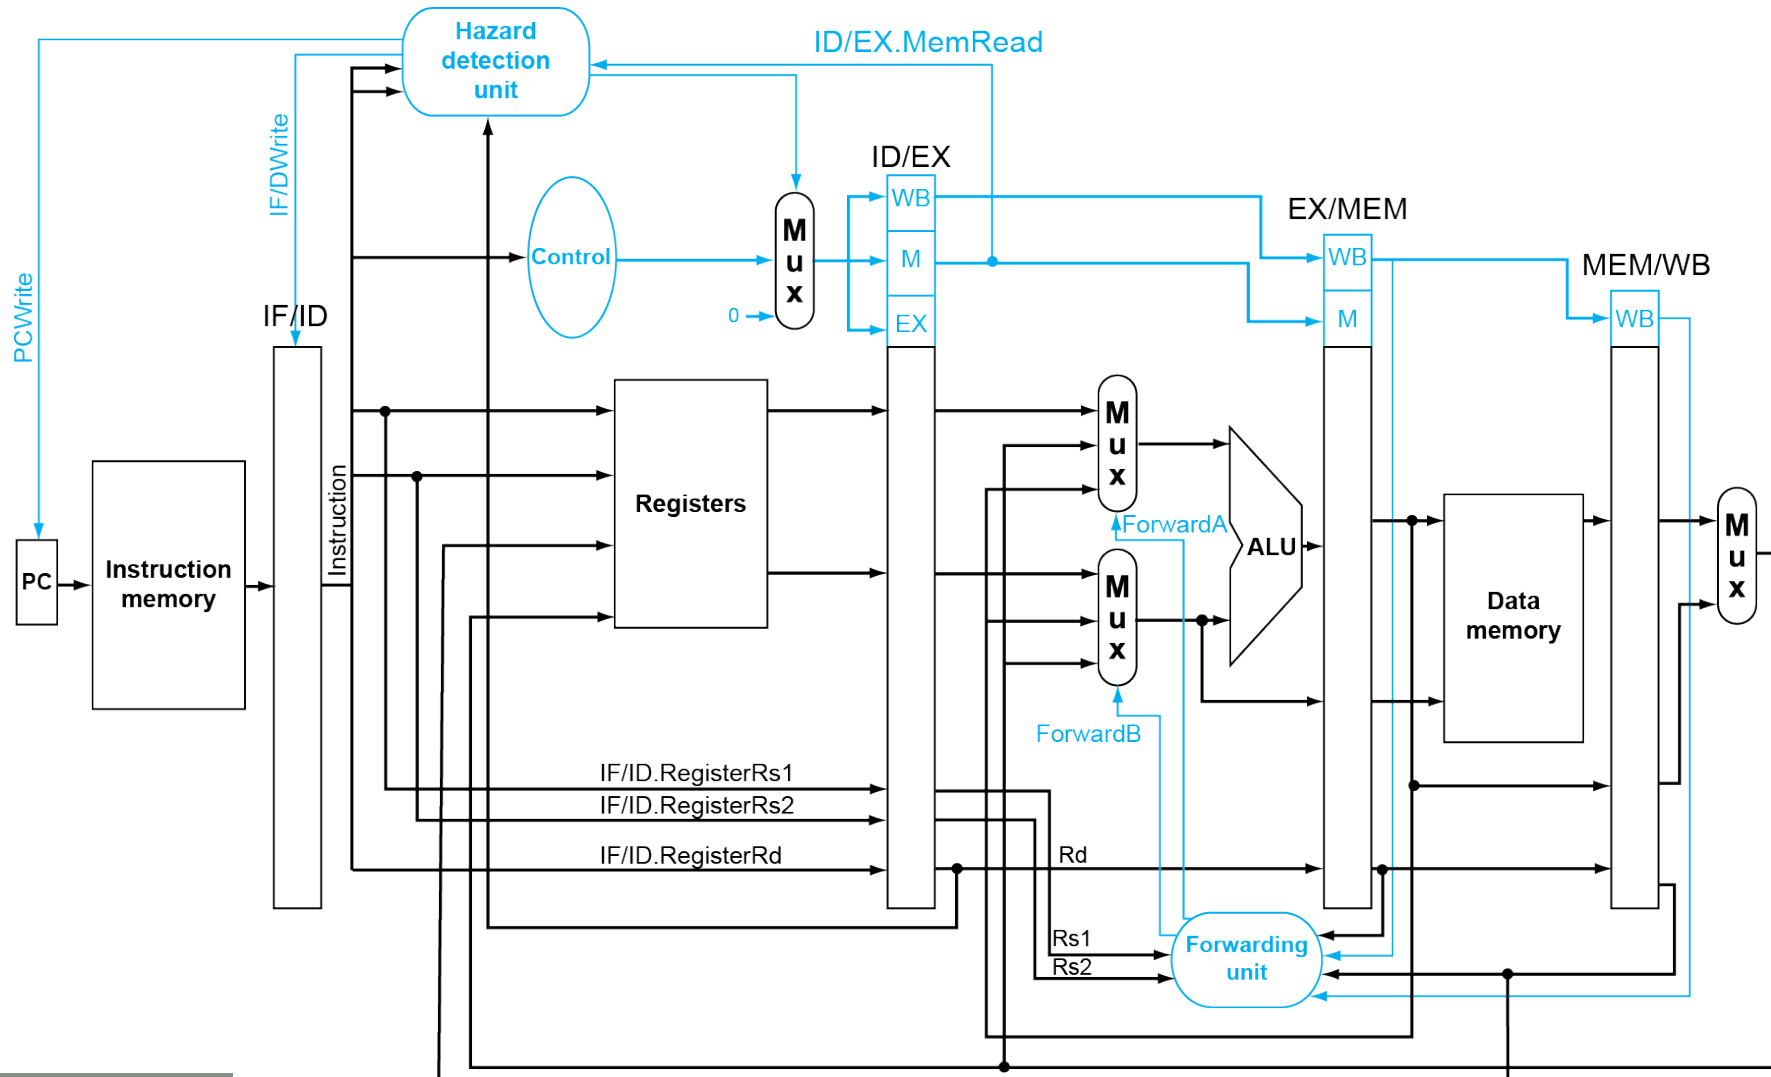 Hazard
detection
unit
ID/EX.MemRead
IF/DWrite
PCWrite
ID/EX
WB
M
EX
Control
M
u
x
0
EX/MEM
WB
M
MEM/WB
WB
IF/ID
Instruction
PC
Instruction
memory
Registers
M
u
x
ForwardA
M
u
x
ForwardB
ALU
Data
memory
M
u
x
IF/ID.RegisterRs1
IF/ID.RegisterRs2
IF/ID.RegisterRd
Rd
Rs1
Rs2
Forwarding
unit